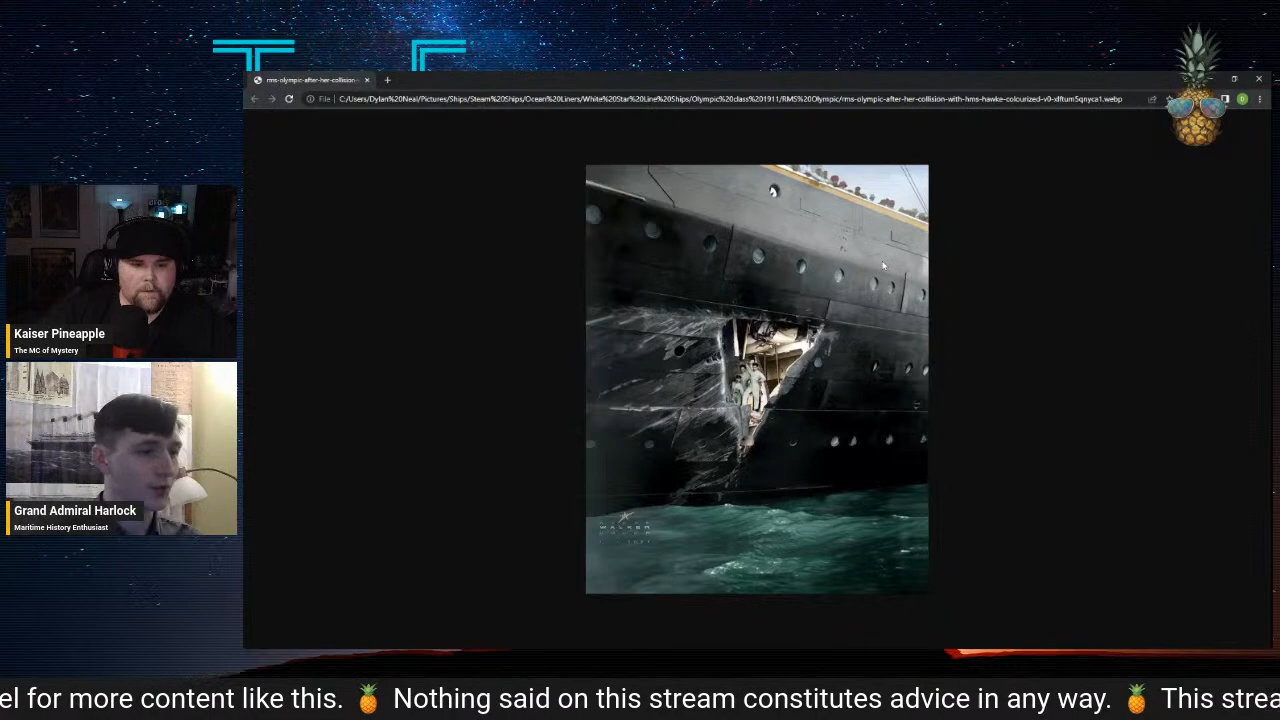 rms-olympic-after-her-collision-
File
C:/Users/Dylan%20Neal/Pictures/Ships/Steam%20Ships/Ocean%20Liners/White%20Star%20Line%20Ships/Olympic%20class%201911/RMS%20Olympic/rms-olympic-after-her-collision-with-hms-hawke-colourized-v0-xlftum5qnyca1.webp
Kaiser Pineapple
The MC of Mystery
Grand Admiral Harlock
Maritime History Enthusiast
WALKER
el for more content like this. 🍍 Nothing said on this stream constitutes advice in any way. 🍍 This strea